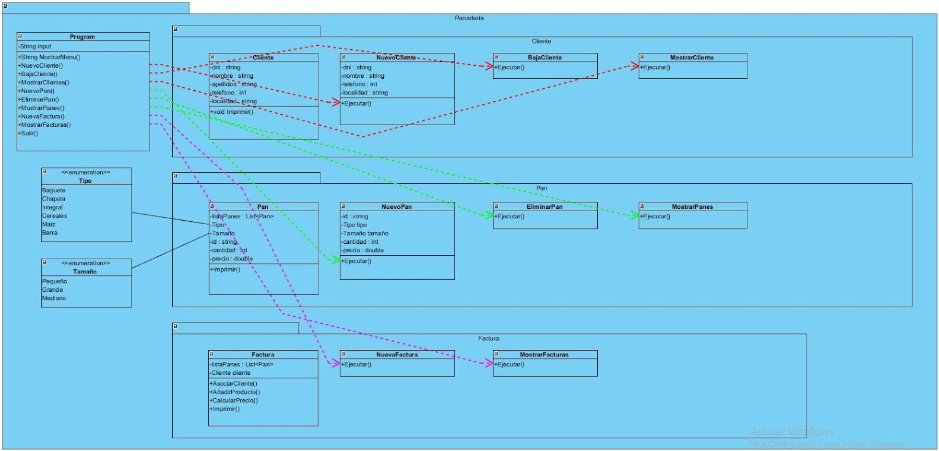 Panadería
Program
-String input
+String MostrarMenu()
+NuevoCliente()
+BajaCliente()
+MostrarClientes()
+NuevoPan()
+EliminarPan()
+MostrarPanes()
+NuevaFactura()
+MostrarFacturas()
+Salir()
Cliente
Cliente
-dni : string
-nombre : string
-apellidos : string
-telefono : int
-localidad : string
+void Imprimir()
NuevoCliente
-dni : string
-nombre : string
-telefono : int
-localidad : string
+Ejecutar()
BajaCliente
+Ejecutar()
MostrarCliente
+Ejecutar()
<<enumeration>>
Tipo
Baguete
Chapata
Integral
Cereales
Maiz
Barra
<<enumeration>>
Tamaño
Pequeño
Grande
Mediano
Pan
Pan
-listaPanes : List<Pan>
-Tipo
-Tamaño
-id : string
-cantidad : int
-precio : double
+Imprimir()
NuevoPan
-id : string
-Tipo tipo
-Tamaño tamaño
-cantidad : int
-precio : double
+Ejecutar()
EliminarPan
+Ejecutar()
MostrarPanes
+Ejecutar()
Factura
Factura
-listaPanes : List<Pan>
-Cliente cliente
+AsociarCliente()
+AñadirProducto()
+CalcularPrecio()
+Imprimir()
NuevaFactura
+Ejecutar()
MostrarFacturas
+Ejecutar()
Activar Windows
Ve a Configuración para activar Windows.